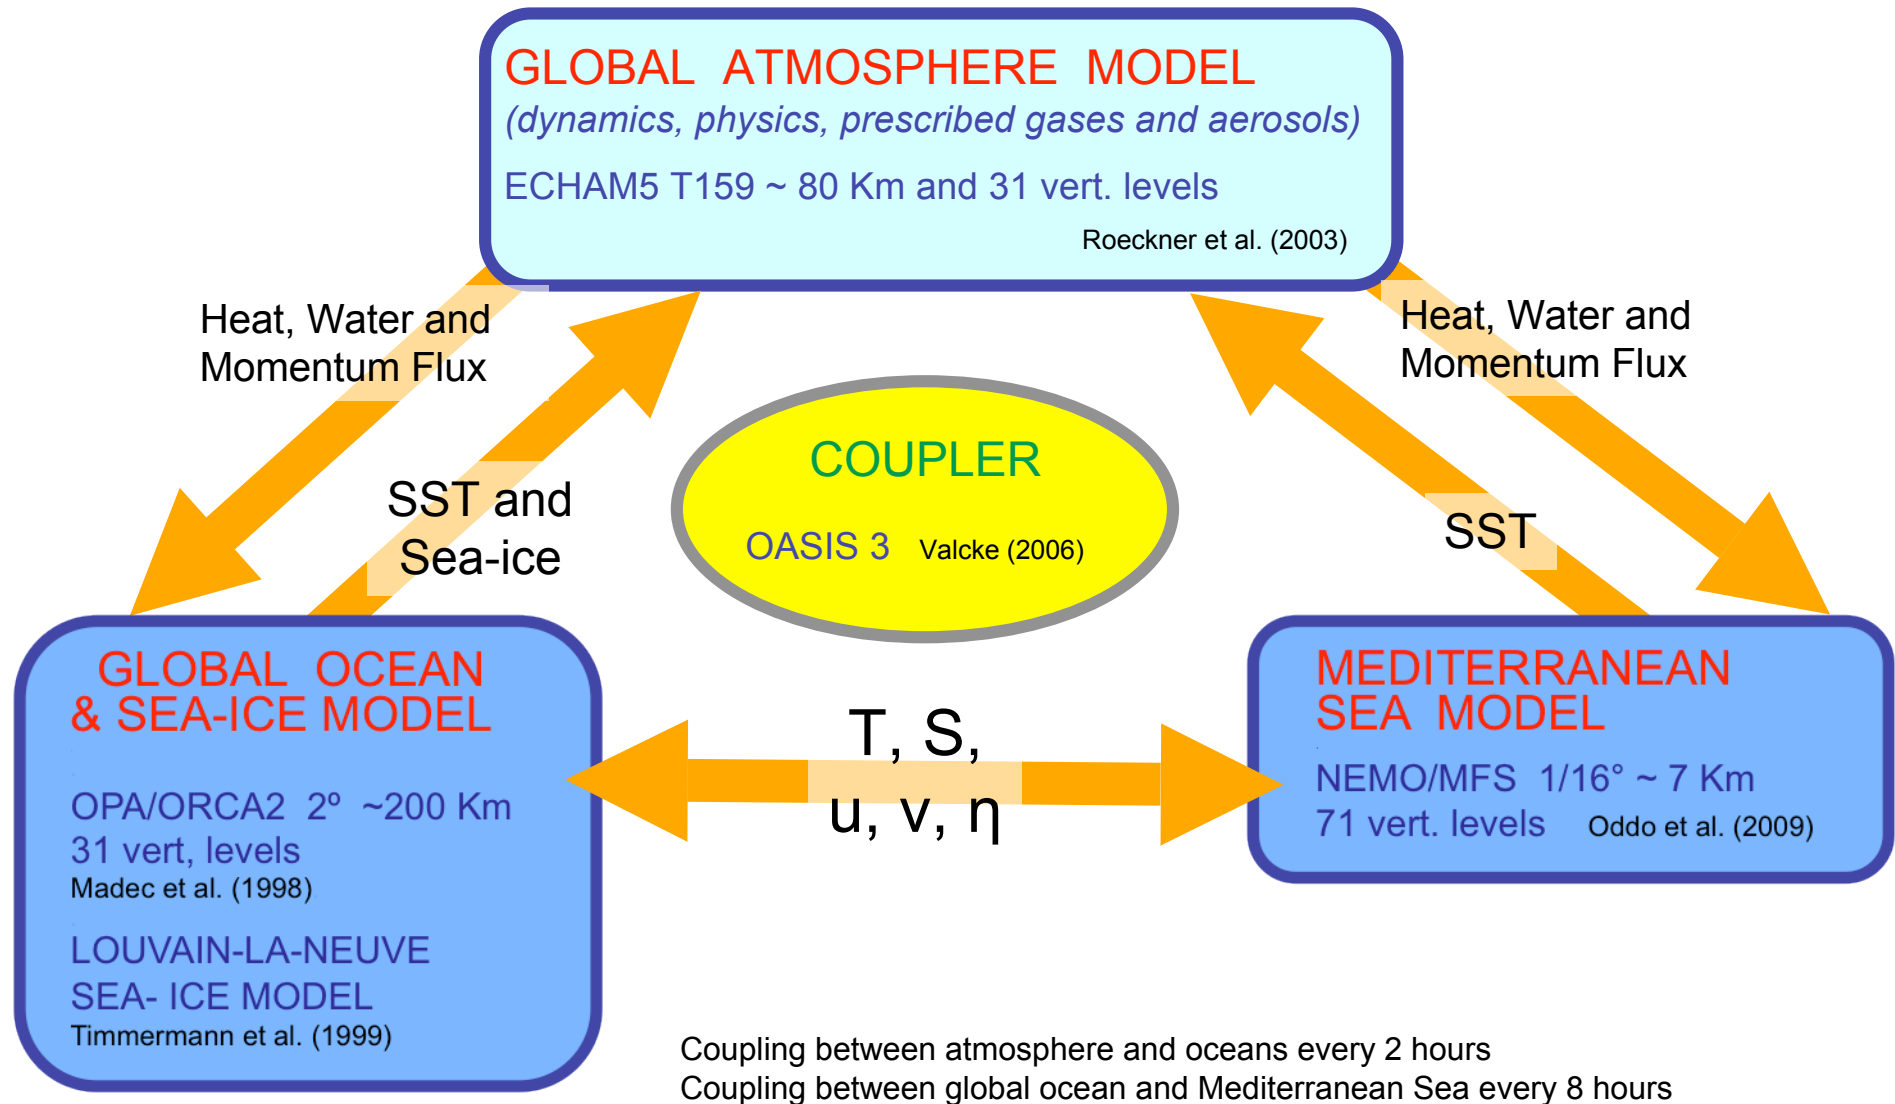 GLOBAL ATMOSPHERE MODEL
(dynamics, physics, prescribed gases and aerosols)
ECHAM5 T159 ~ 80 Km and 31 vert. levels
Roeckner et al. (2003)
Heat, Water and
Momentum Flux
Heat, Water and
Momentum Flux
SST and
Sea-ice
COUPLER
OASIS 3 Valcke (2006)
SST
GLOBAL OCEAN
& SEA-ICE MODEL
OPA/ORCA2 2º ~200 Km
31 vert, levels
Madec et al. (1998)
LOUVAIN-LA-NEUVE
SEA- ICE MODEL
Timmermann et al. (1999)
T, S,
u, v, η
MEDITERRANEAN
SEA MODEL
NEMO/MFS 1/16° ~ 7 Km
71 vert. levels Oddo et al. (2009)
Coupling between atmosphere and oceans every 2 hours
Coupling between global ocean and Mediterranean Sea every 8 hours